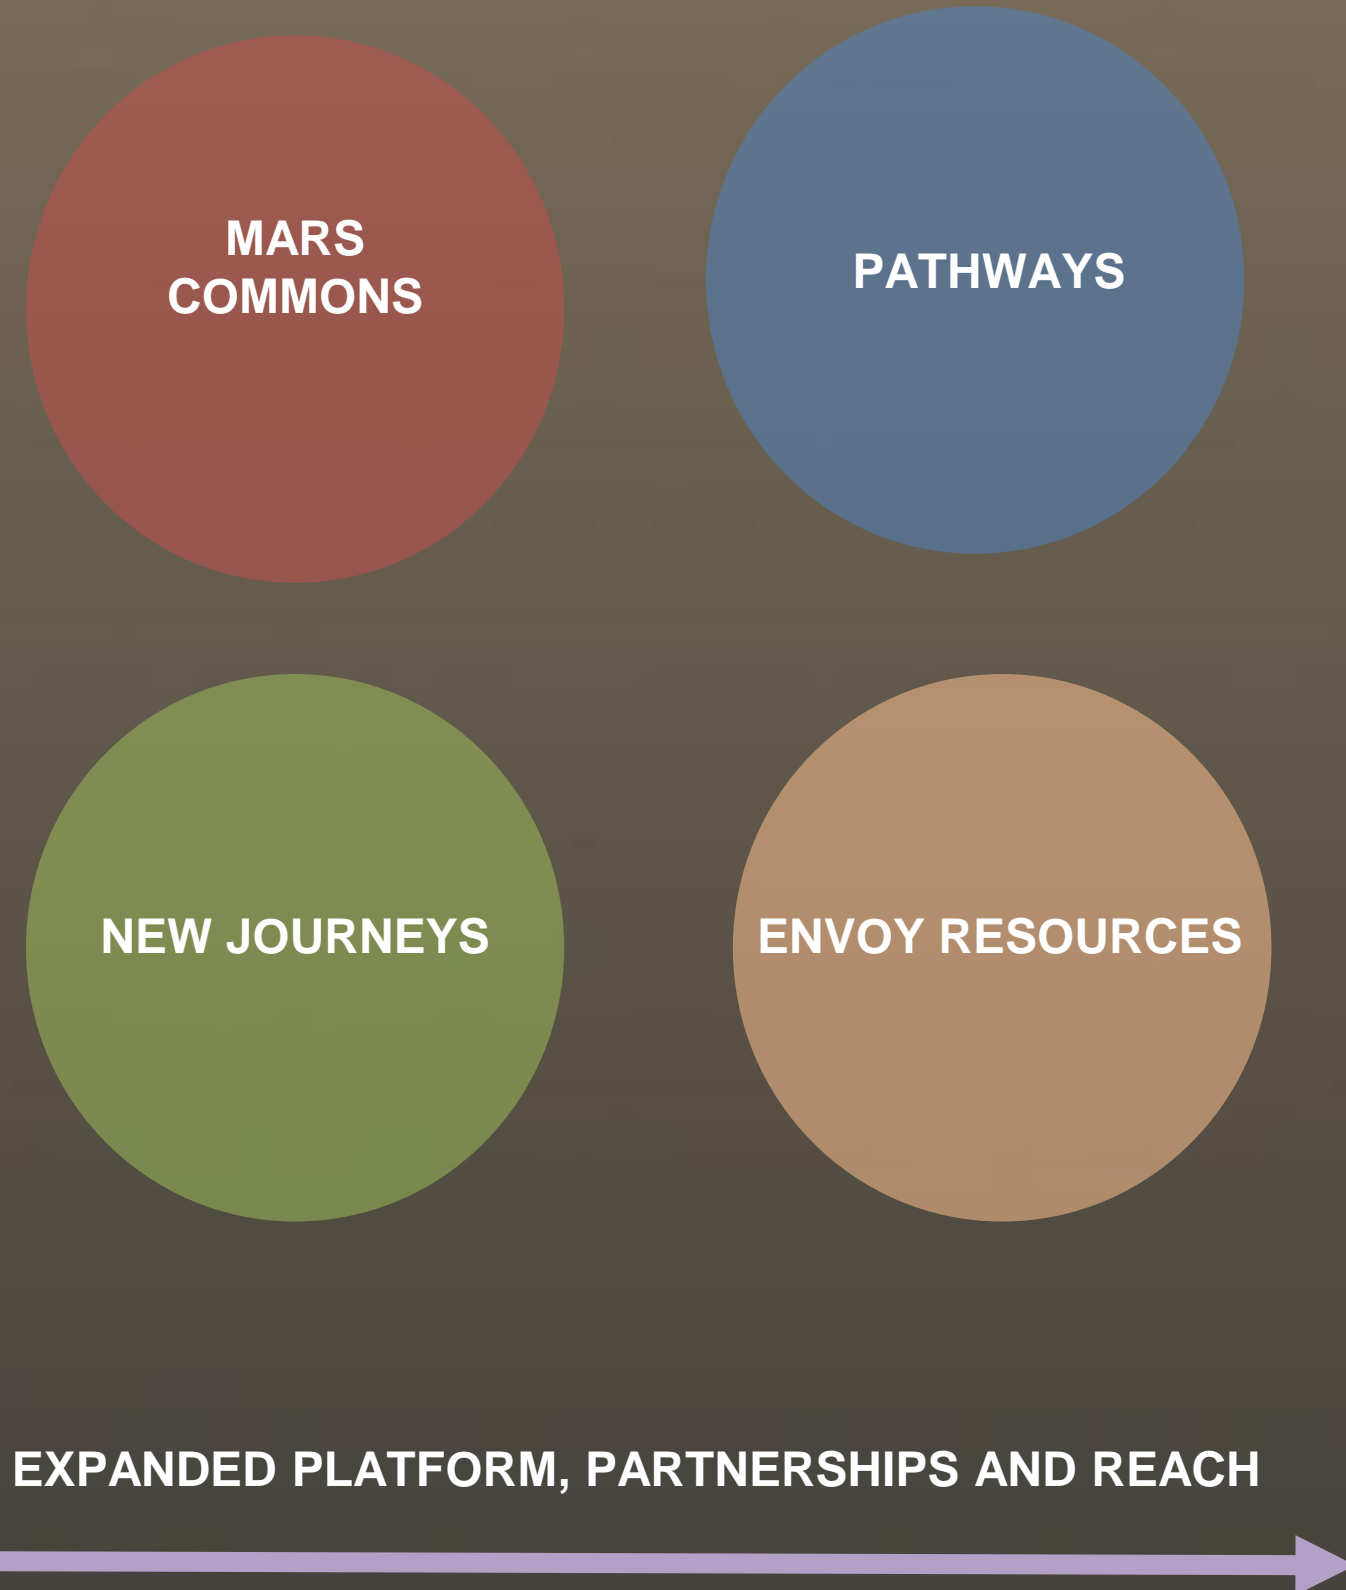 MARS
COMMONS
PATHWAYS
NEW JOURNEYS
ENVOY RESOURCES
EXPANDED PLATFORM, PARTNERSHIPS AND REACH